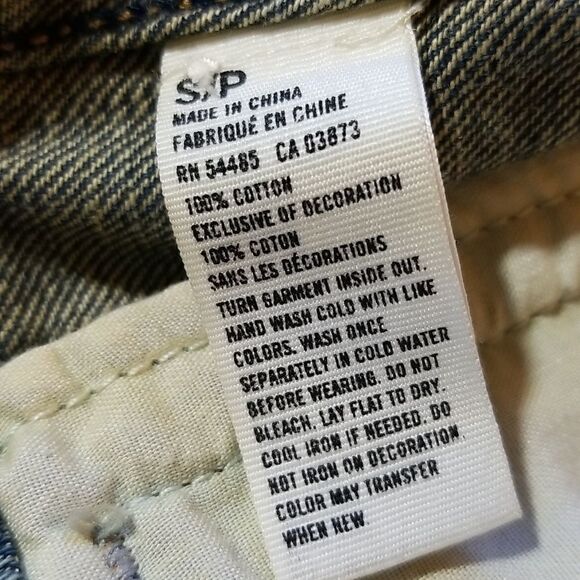 S/P
MADE IN CHINA
FABRIQUÉ EN CHINE
RN 54485 CA 03873
100% COTTON
EXCLUSIVE OF DECORATION
100% COTON
SANS LES DÉCORATIONS
TURN GARMENT INSIDE OUT.
HAND WASH COLD WITH LIKE
COLORS. WASH ONCE
SEPARATELY IN COLD WATER
BEFORE WEARING. DO NOT
BLEACH. LAY FLAT TO DRY.
COOL IRON IF NEEDED. DO
NOT IRON ON DECORATION.
COLOR MAY TRANSFER
WHEN NEW.